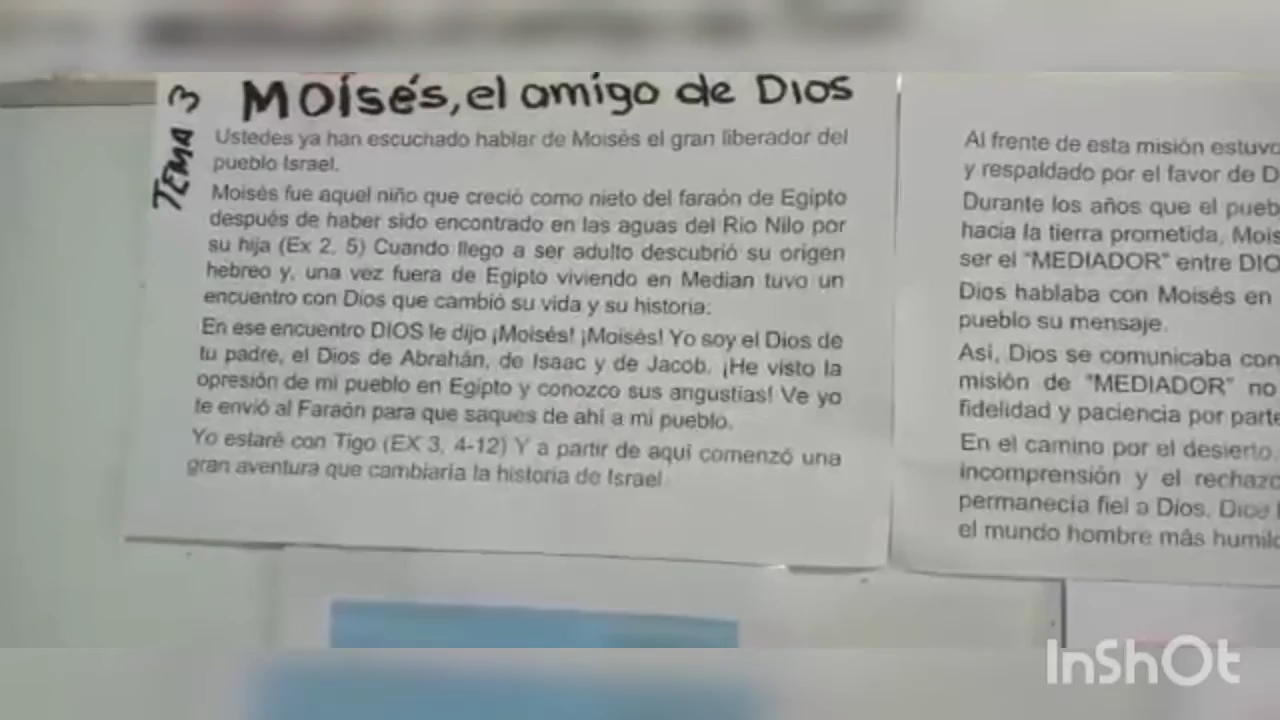 TEMA 3
Moisés, el amigo de Dios
Ustedes ya han escuchado hablar de Moisés el gran liberador del
pueblo Israel.
Moisés fue aquel niño que creció como nieto del faraón de Egipto
después de haber sido encontrado en las aguas del Rio Nilo por
su hija (Ex 2, 5) Cuando llego a ser adulto descubrió su origen
hebreo y, una vez fuera de Egipto viviendo en Median tuvo un
encuentro con Dios que cambió su vida y su historia:
En ese encuentro DIOS le dijo ¡Moisés! ¡Moisés! Yo soy el Dios de
tu padre, el Dios de Abrahán, de Isaac y de Jacob. ¡He visto la
opresión de mi pueblo en Egipto y conozco sus angustias! Ve yo
te envió al Faraón para que saques de ahí a mi pueblo.
Yo estaré con Tigo (EX 3, 4-12) Y a partir de aquí comenzó una
gran aventura que cambiaria la historia de Israel
Al frente de esta misión estuvo
y respaldado por el favor de D
Durante los años que el pueb
hacia la tierra prometida, Mois
ser el "MEDIADOR" entre DIO
Dios hablaba con Moisés en
pueblo su mensaje.
Así, Dios se comunicaba con
misión de "MEDIADOR" no
fidelidad y paciencia por parte
En el camino por el desierto,
incomprensión y el rechazo
permanecía fiel a Dios. Dice
el mundo hombre más humild
InShOt